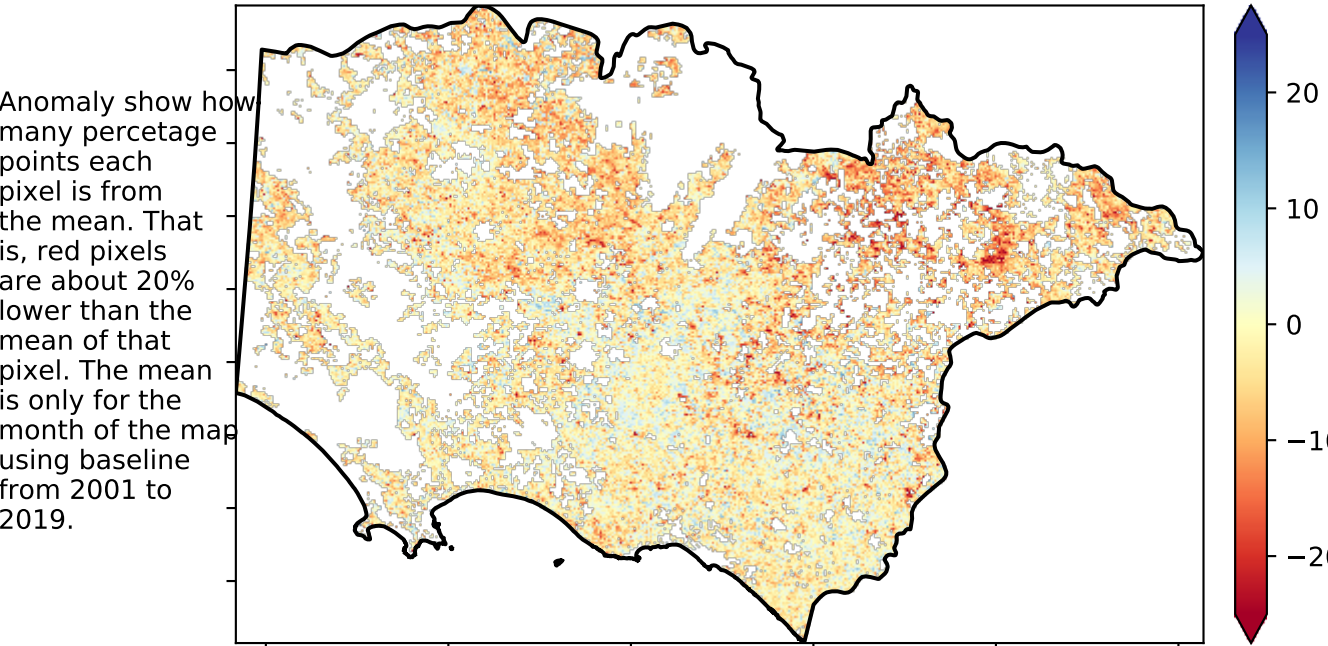 Anomaly show how
many percetage
points each
pixel is from
the mean. That
is, red pixels
are about 20%
lower than the
mean of that
pixel. The mean
is only for the
month of the map
using baseline
from 2001 to
2019.
20
10
0
−10
−20